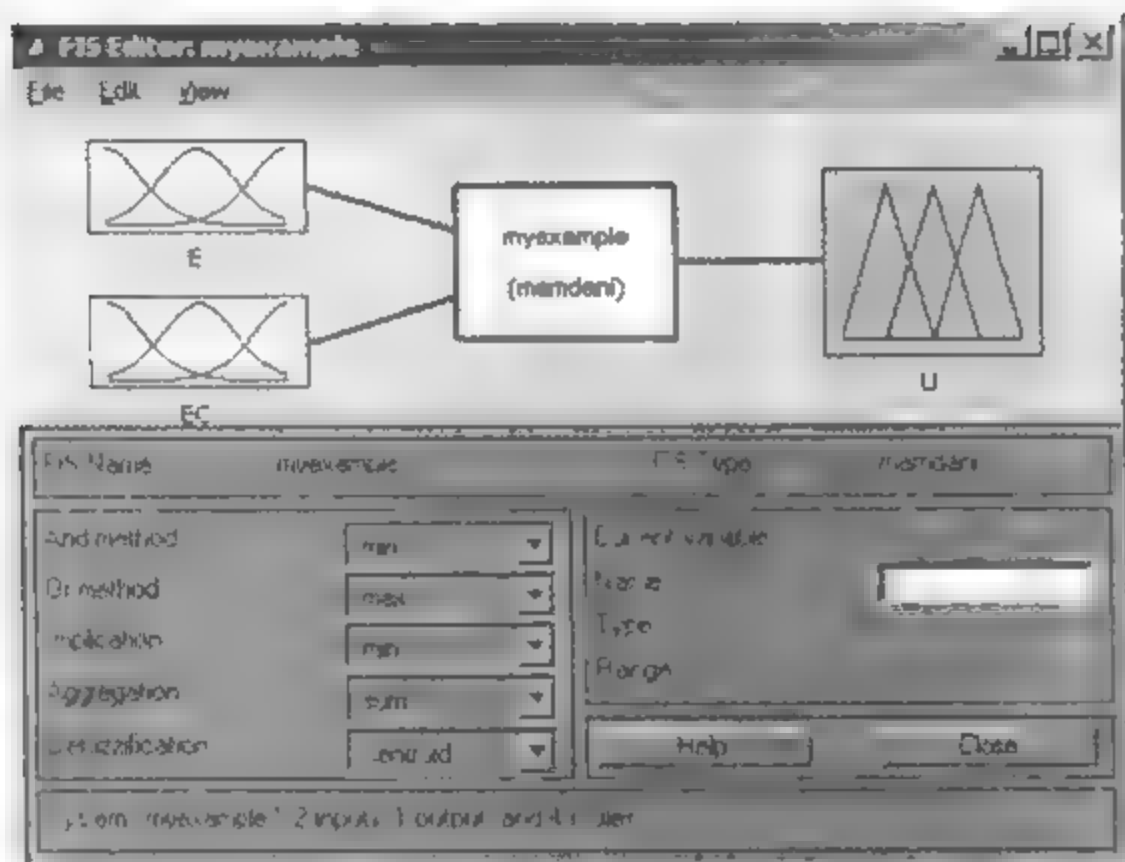 FIS Editor: myexample
File Edit View
E
myexample
(mamdani)
EC
U
FIS Name myexample FIS Type mamdani
And method min
Or method max
Implication min
Aggregation sum
Defuzzification centroid
Current Variable
Name
Type
Range
Help Close
System "myexample": 2 inputs, 1 output, and rules